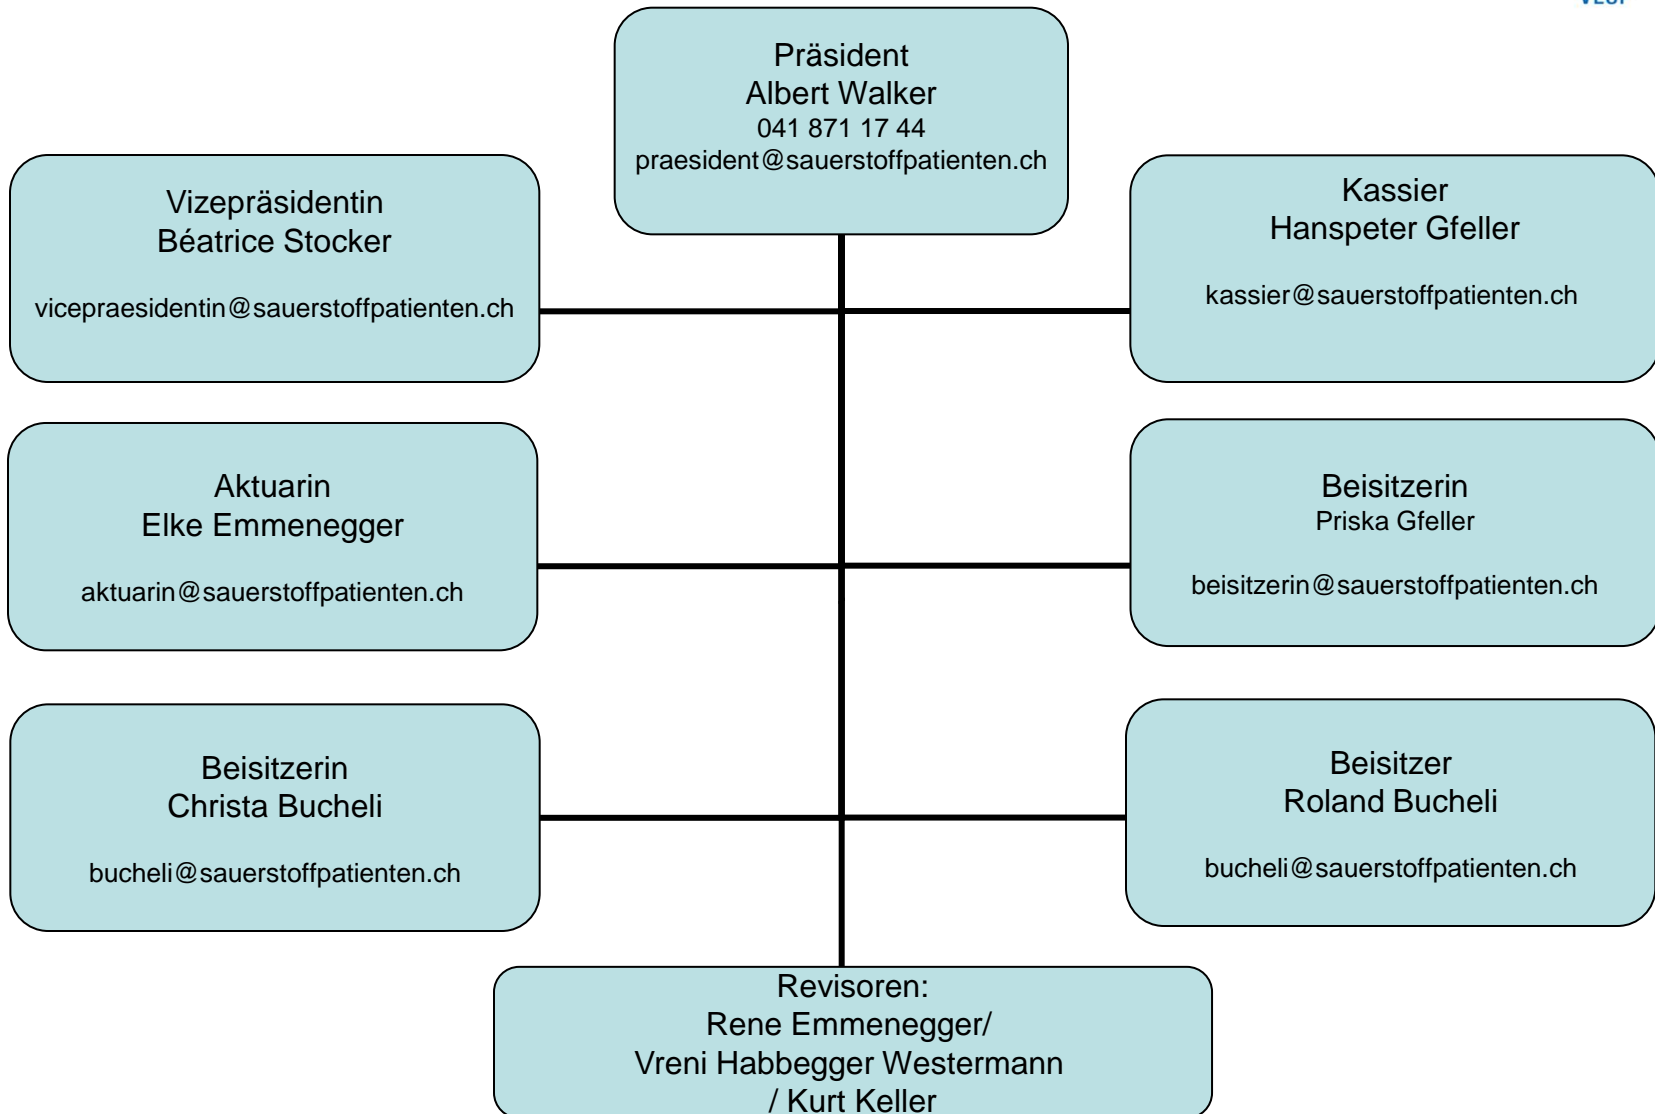 Präsident
Albert Walker
041 871 17 44
praesident@sauerstoffpatienten.ch
Vizepräsidentin
Béatrice Stocker
vicepraesidentin@sauerstoffpatienten.ch
Kassier
Hanspeter Gfeller
kassier@sauerstoffpatienten.ch
Aktuarin
Elke Emmenegger
aktuarin@sauerstoffpatienten.ch
Beisitzerin
Priska Gfeller
beisitzerin@sauerstoffpatienten.ch
Beisitzerin
Christa Bucheli
bucheli@sauerstoffpatienten.ch
Beisitzer
Roland Bucheli
bucheli@sauerstoffpatienten.ch
Revisoren:
Rene Emmenegger/
Vreni Habbegger Westermann
/ Kurt Keller